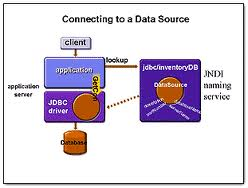 Connecting to a Data Source
client
lookup
application
jdbc/inventoryDB
application
server
DataSource
JNDI
naming
service
JDBC
driver
Database